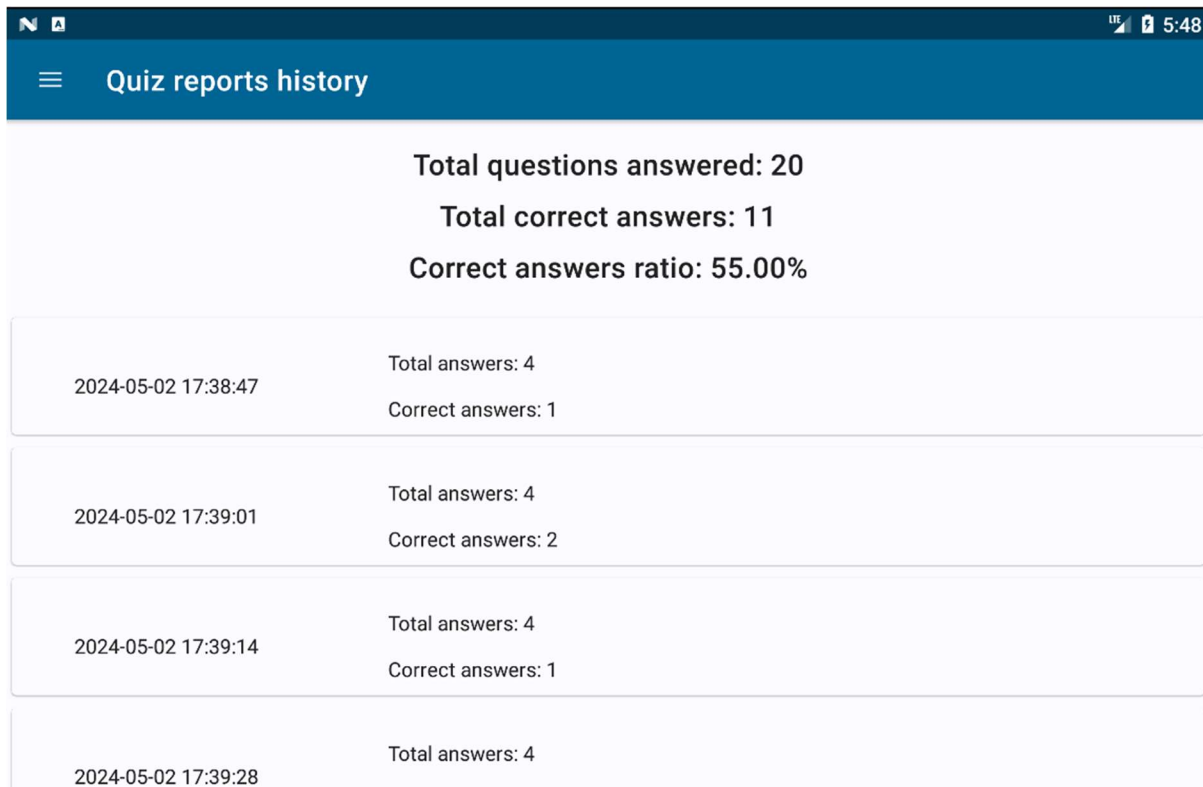 LTE 5:48
Quiz reports history
Total questions answered: 20
Total correct answers: 11
Correct answers ratio: 55.00%
2024-05-02 17:38:47
Total answers: 4
Correct answers: 1
2024-05-02 17:39:01
Total answers: 4
Correct answers: 2
2024-05-02 17:39:14
Total answers: 4
Correct answers: 1
2024-05-02 17:39:28
Total answers: 4